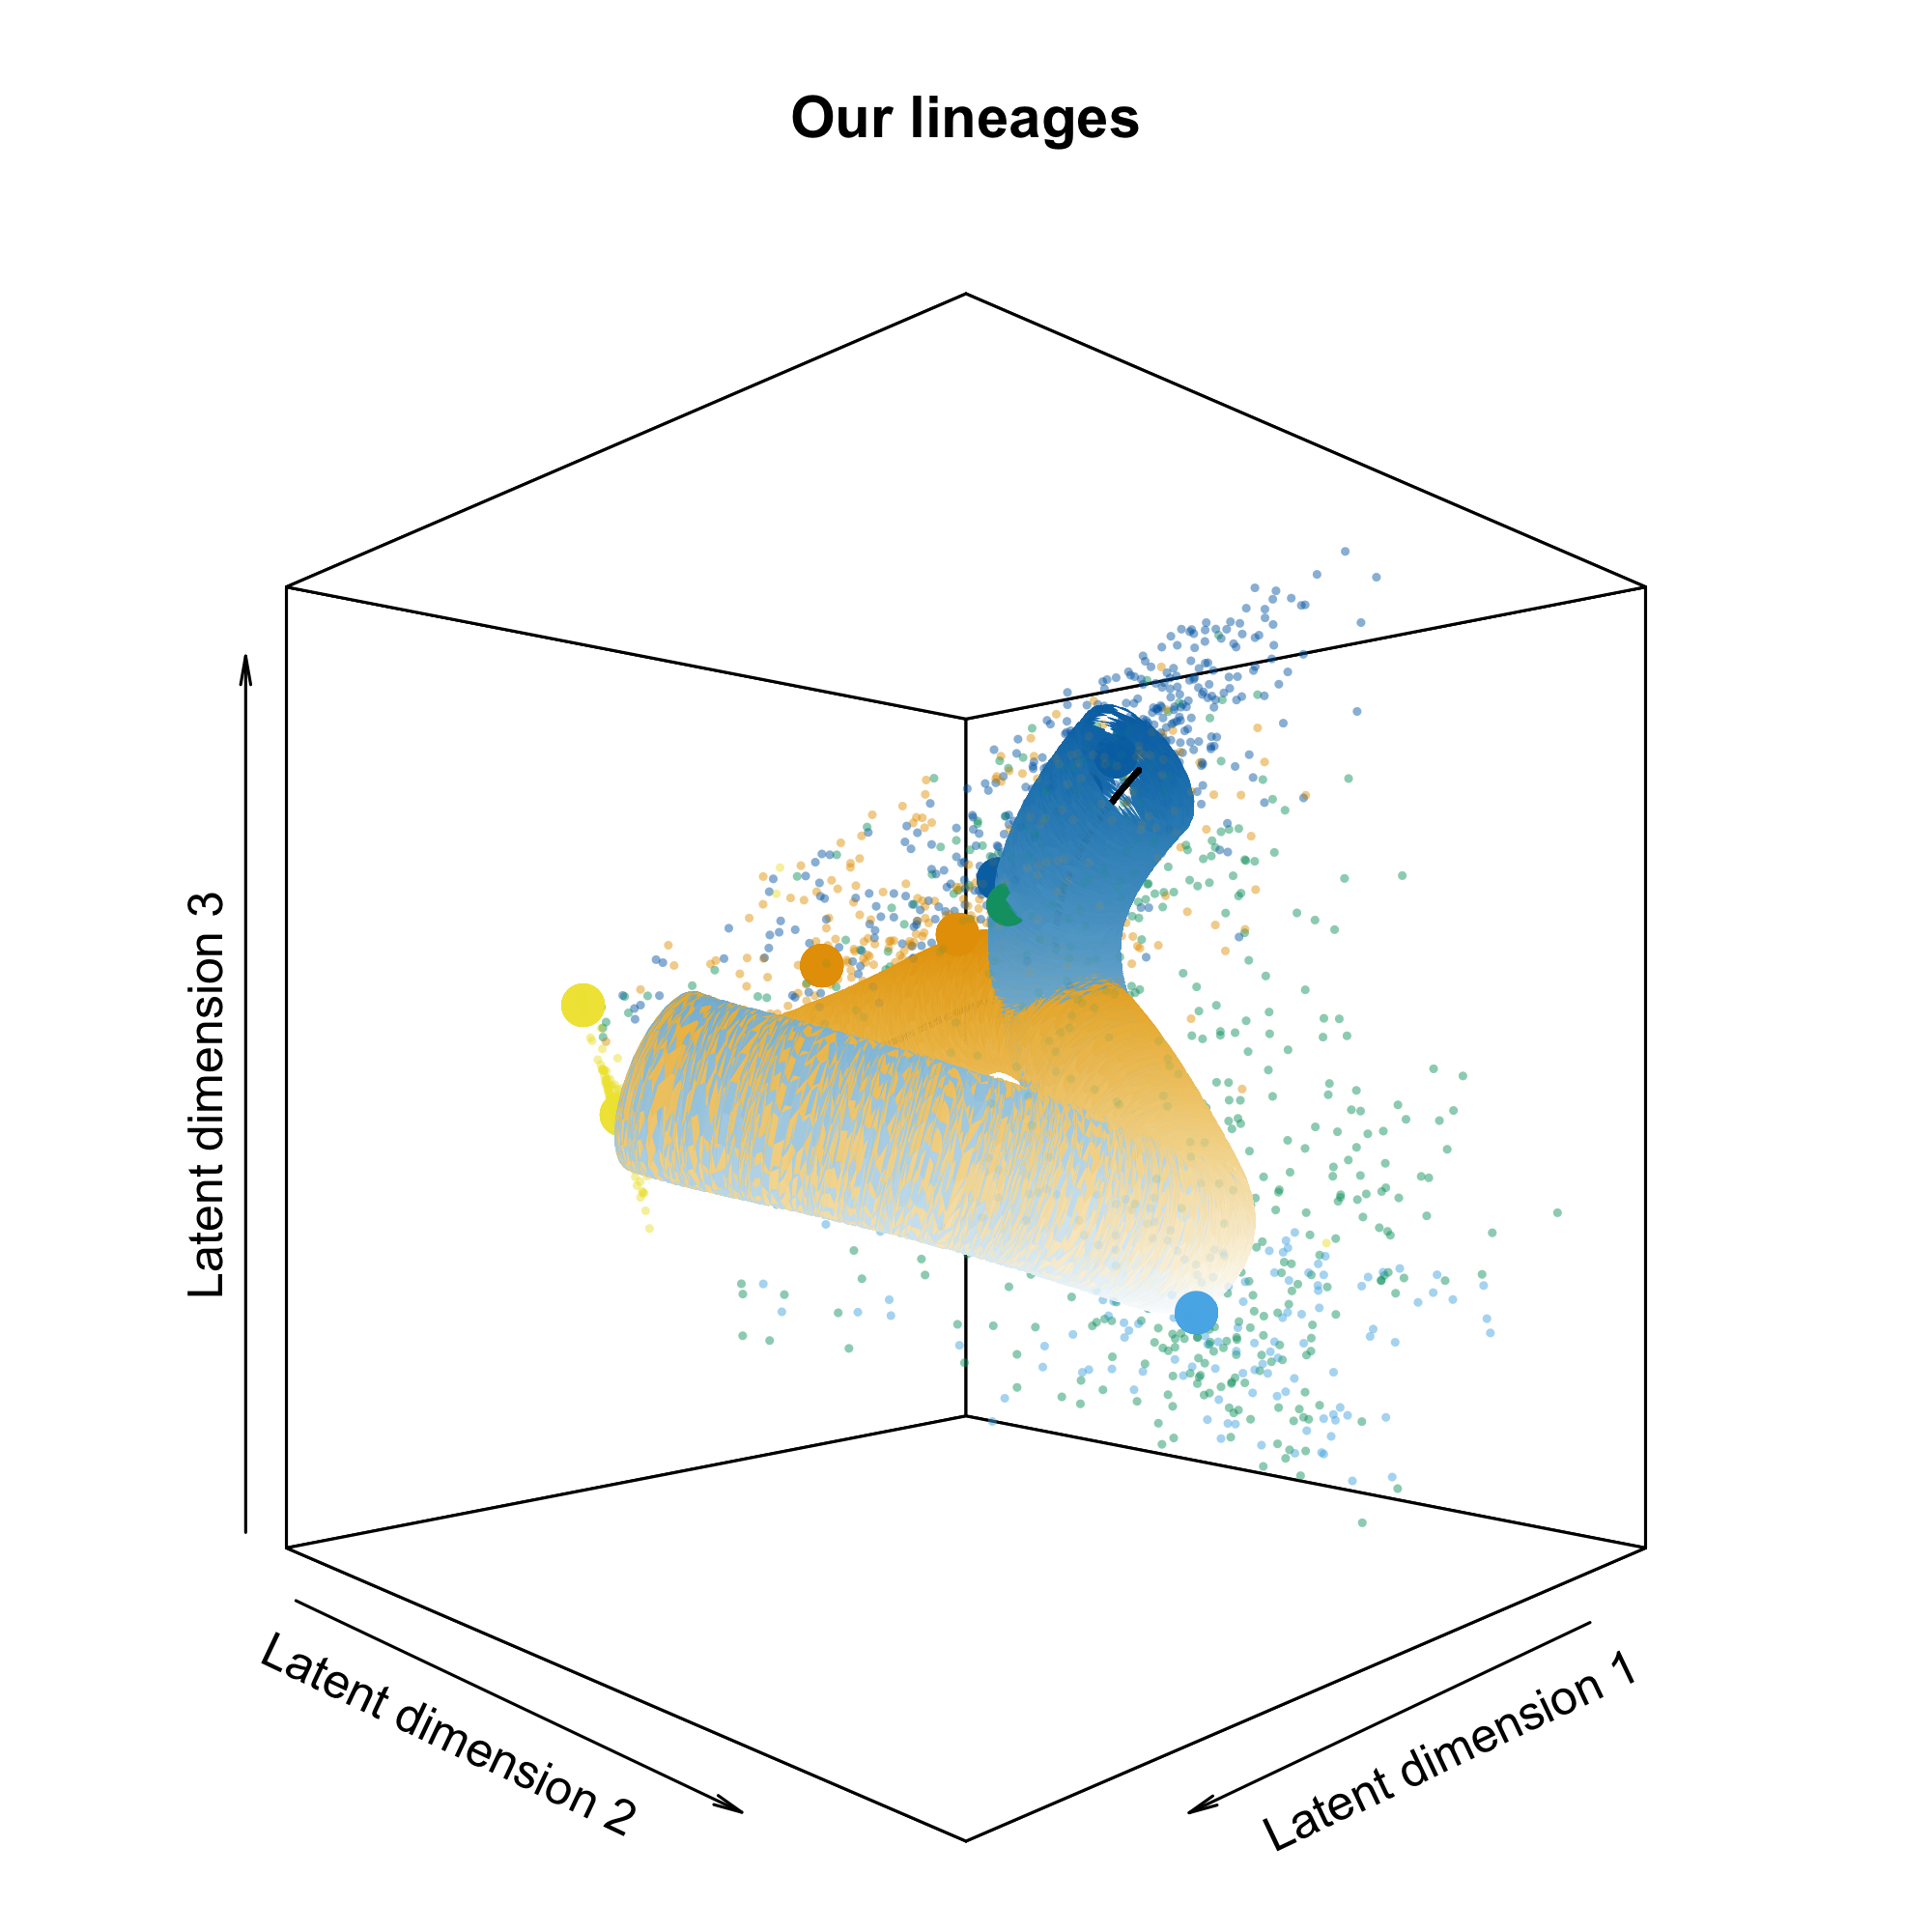 Our lineages
Latent dimension 3
Latent dimension 2
Latent dimension 1